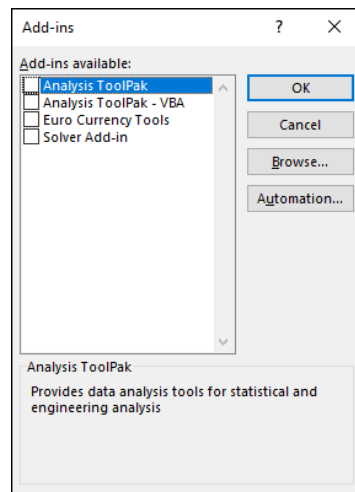 Add-ins ?
Add-ins available:
Analysis ToolPak
Analysis ToolPak - VBA
Euro Currency Tools
Solver Add-in
OK
Cancel
Browse...
Automation...
Analysis ToolPak
Provides data analysis tools for statistical and
engineering analysis